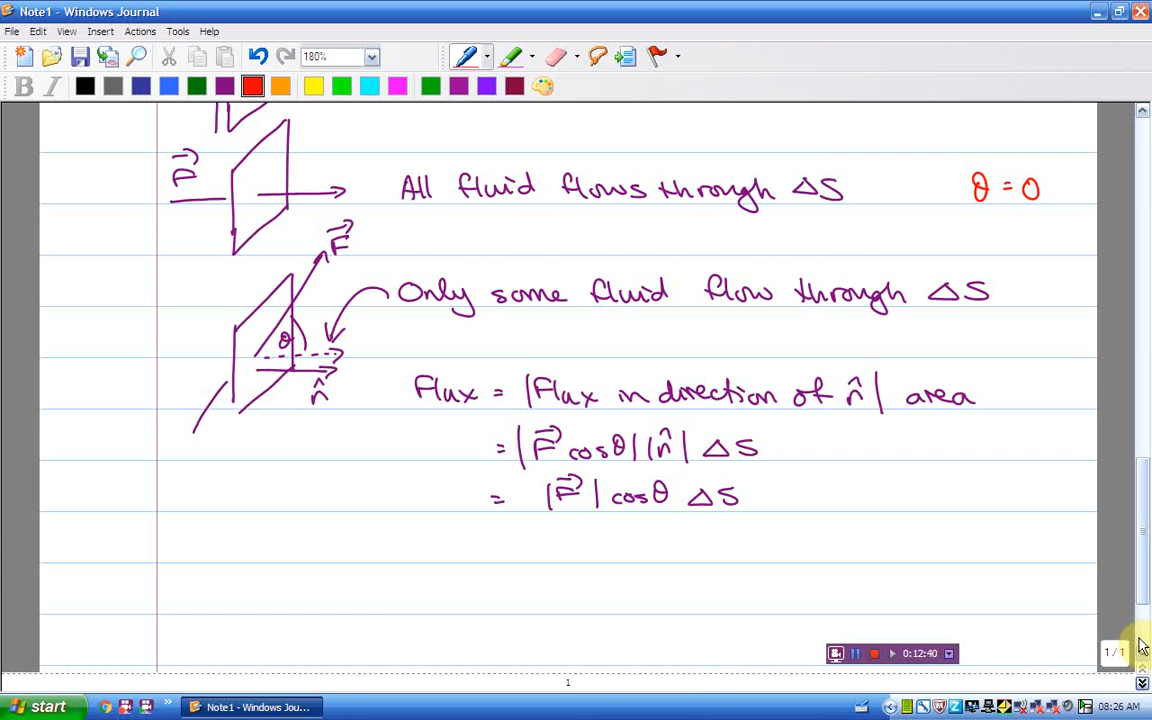 Note1 - Windows Journal
File Edit View Insert Actions Tools Help
180%
B I
F⃗
All fluid flows through ΔS θ = 0
F⃗
Only some fluid flow through ΔS
θ
n̂
Flux = |Flux in direction of n̂| area
= |F⃗ cosθ| |n̂| ΔS
= |F⃗| cosθ ΔS
0:12:40
1 / 1
1
start Note1 - Windows Jou... 08:26 AM